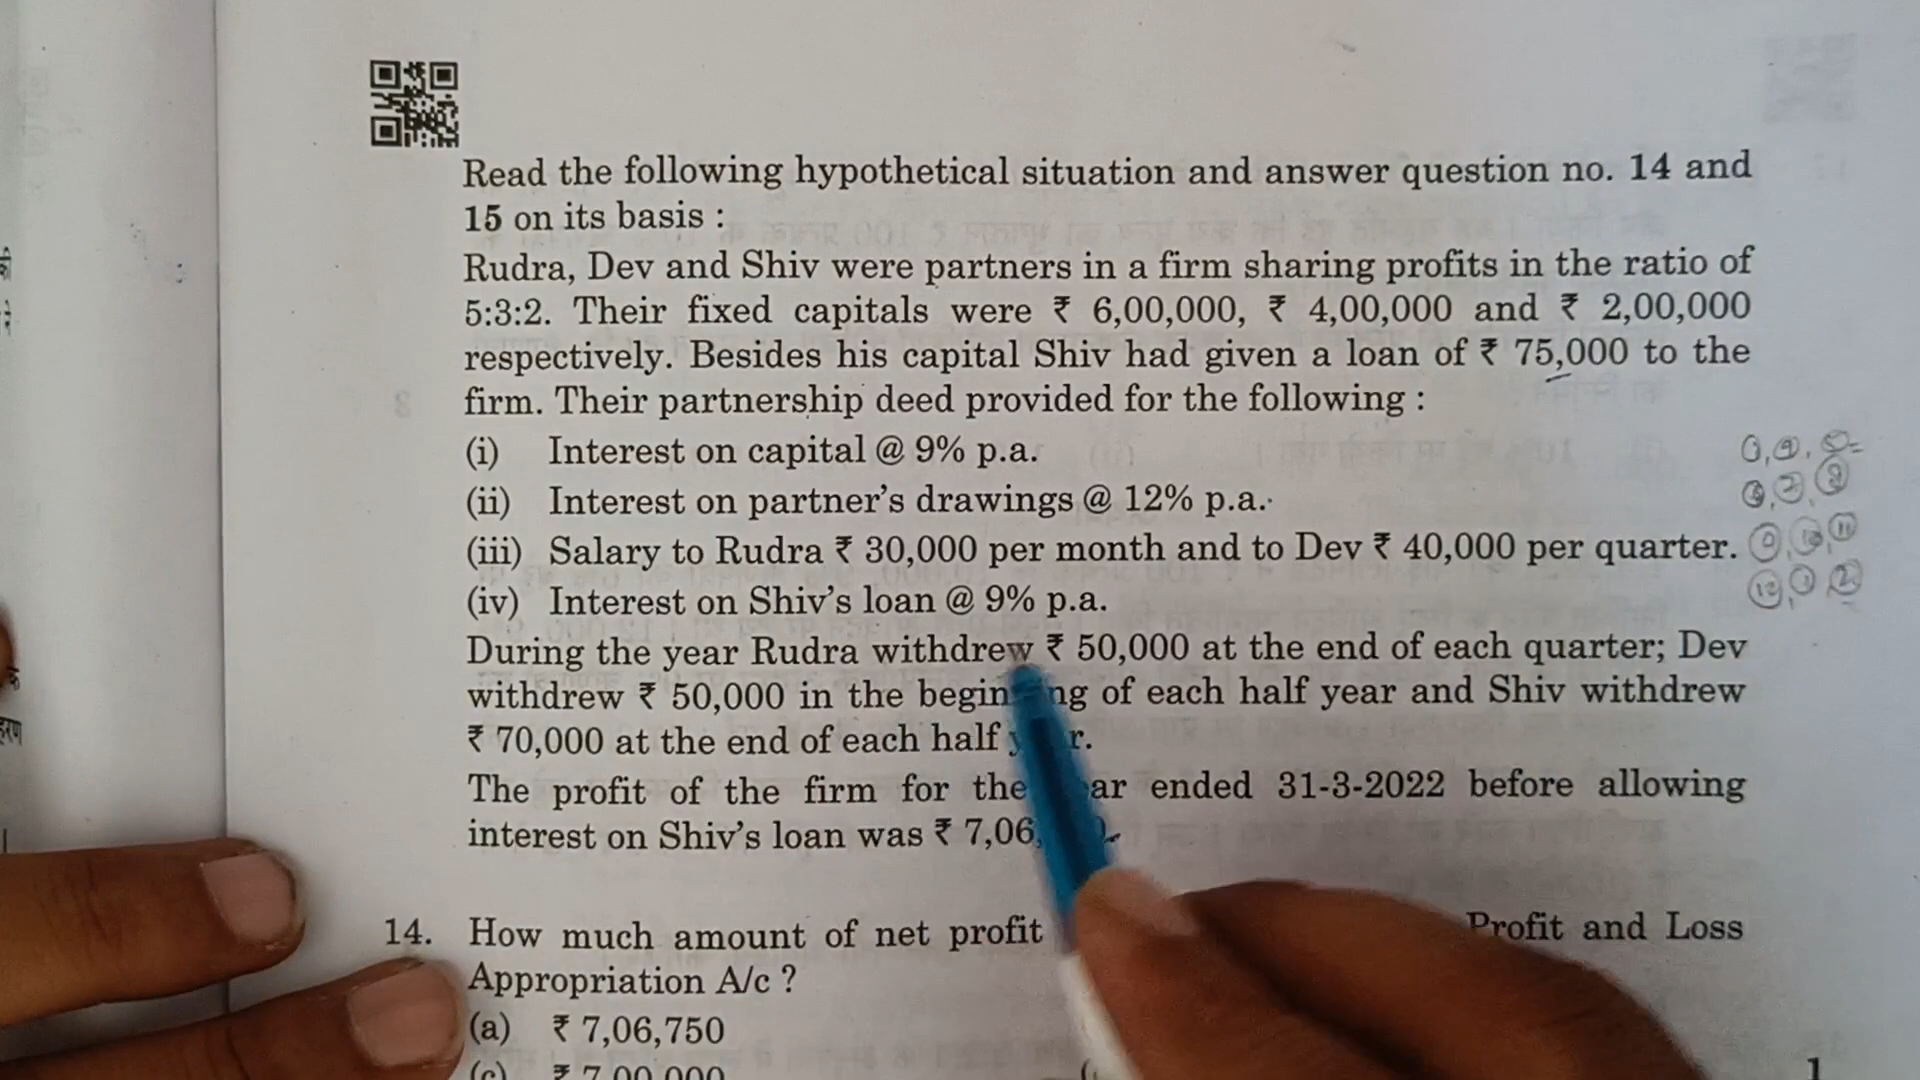 Read the following hypothetical situation and answer question no. 14 and
15 on its basis :
Rudra, Dev and Shiv were partners in a firm sharing profits in the ratio of
5:3:2. Their fixed capitals were ₹ 6,00,000, ₹ 4,00,000 and ₹ 2,00,000
respectively. Besides his capital Shiv had given a loan of ₹ 75,000 to the
firm. Their partnership deed provided for the following :
(i) Interest on capital @ 9% p.a.
(ii) Interest on partner's drawings @ 12% p.a.
(iii) Salary to Rudra ₹ 30,000 per month and to Dev ₹ 40,000 per quarter.
(iv) Interest on Shiv's loan @ 9% p.a.
During the year Rudra withdrew ₹ 50,000 at the end of each quarter; Dev
withdrew ₹ 50,000 in the beginning of each half year and Shiv withdrew
₹ 70,000 at the end of each half year.
The profit of the firm for the year ended 31-3-2022 before allowing
interest on Shiv's loan was ₹ 7,06,
14. How much amount of net profit Profit and Loss
Appropriation A/c ?
(a) ₹ 7,06,750
(c) ₹ 7,00,000
1